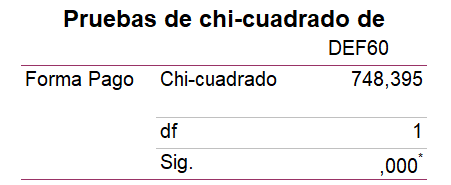 Pruebas de chi-cuadrado de
DEF60
Forma Pago Chi-cuadrado 748,395
df 1
Sig. ,000*